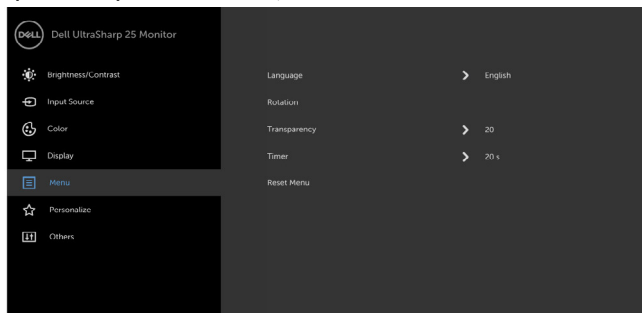 DELL Dell UltraSharp 25 Monitor
Brightness/Contrast
Input Source
Color
Display
Menu
Personalize
Others
Language English
Rotation
Transparency 20
Timer 20 s
Reset Menu